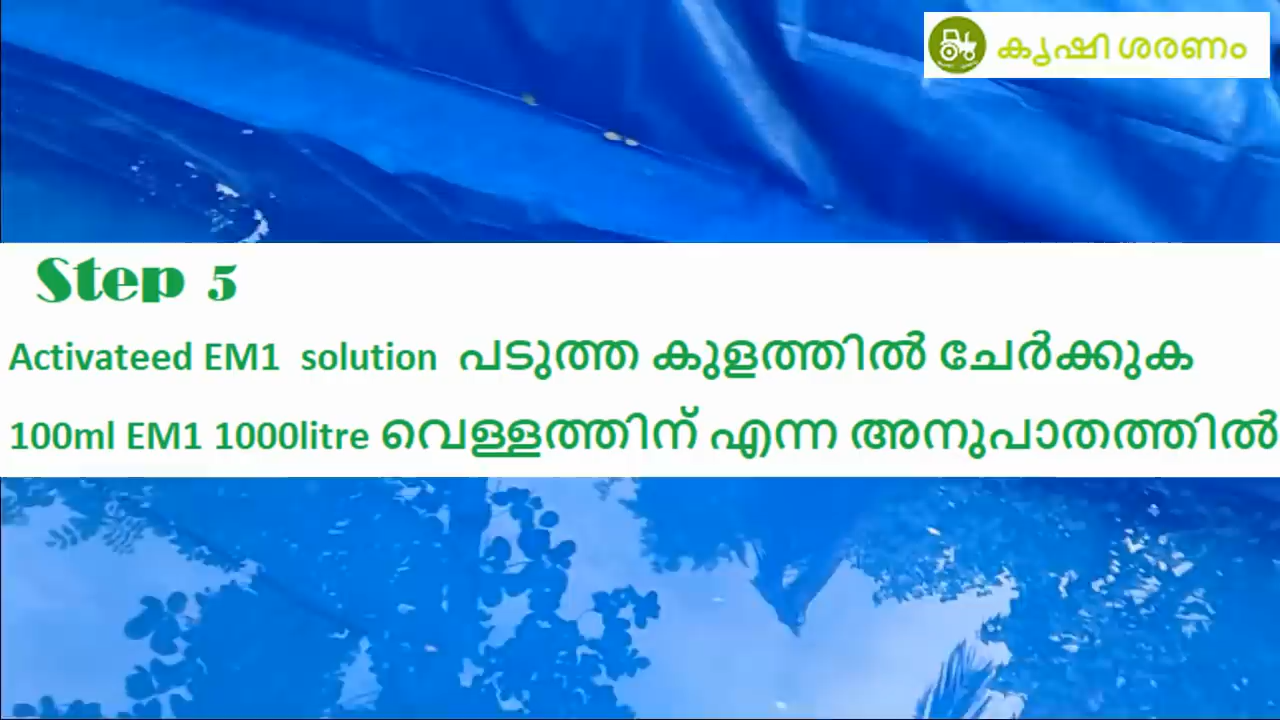 കൃഷി ശരണം
Step 5
Activateed EM1 solution പടുത്ത കുളത്തിൽ ചേർക്കുക
100ml EM1 1000litre വെള്ളത്തിന് എന്ന അനുപാതത്തിൽ